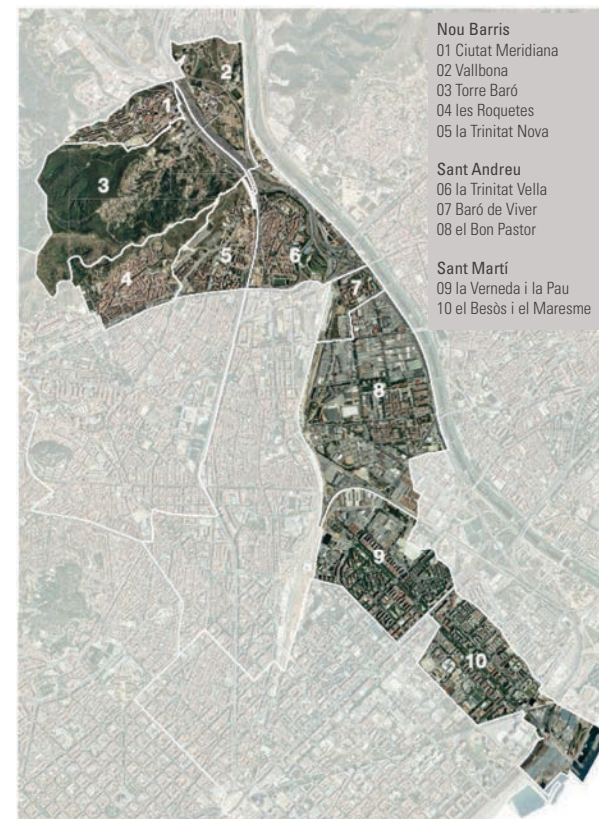 Nou Barris
01 Ciutat Meridiana
02 Vallbona
03 Torre Baró
04 les Roquetes
05 la Trinitat Nova
Sant Andreu
06 la Trinitat Vella
07 Baró de Viver
08 el Bon Pastor
Sant Martí
09 la Verneda i la Pau
10 el Besòs i el Maresme
2
1
3
5
6
4
7
8
9
10